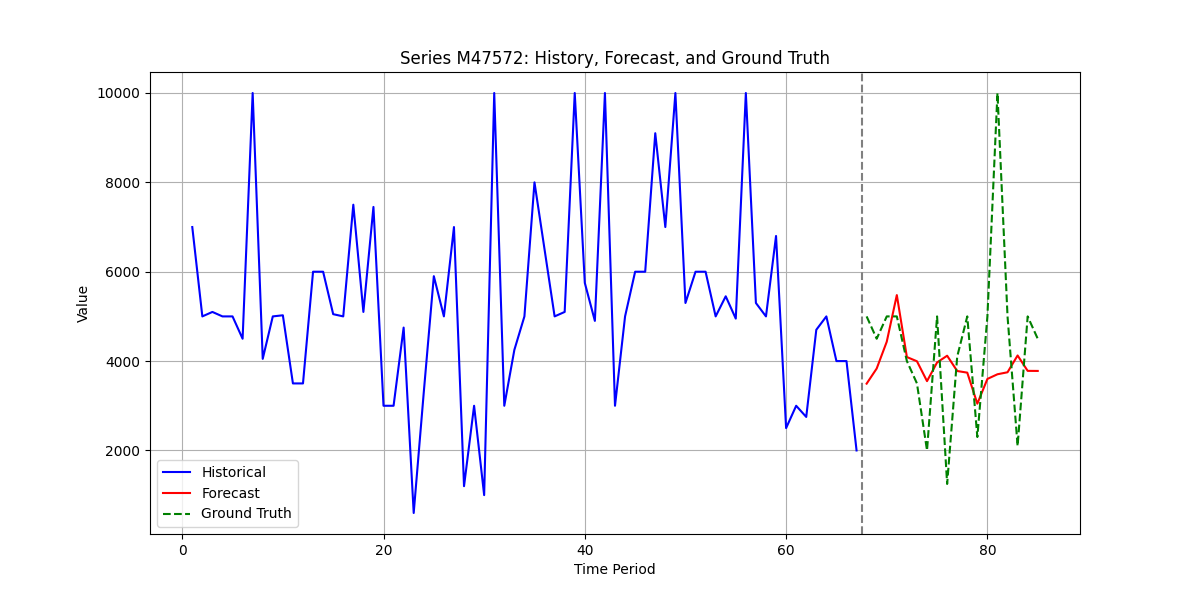 Series M47572: History, Forecast, and Ground Truth
10000
8000
6000
4000
2000
Value
Historical
Forecast
Ground Truth
0
20
40
60
80
Time Period